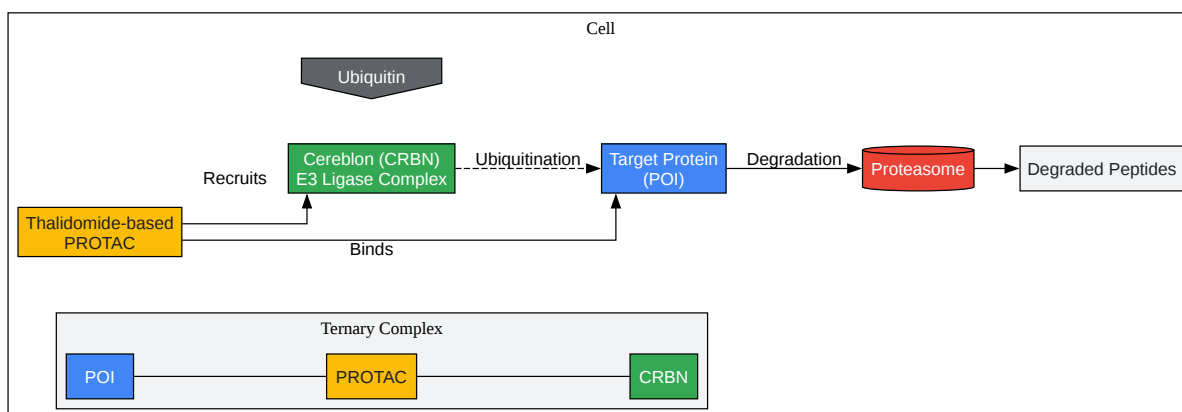 Cell
Ubiquitin
Cerebron (CRBN)
E3 Ligase Complex
Ubiquitination
Target Protein
(POI)
Degradation
Proteasome
Degraded Peptides
Recruits
Thalidomide-based
PROTAC
Binds
Ternary Complex
POI
PROTAC
CRBN